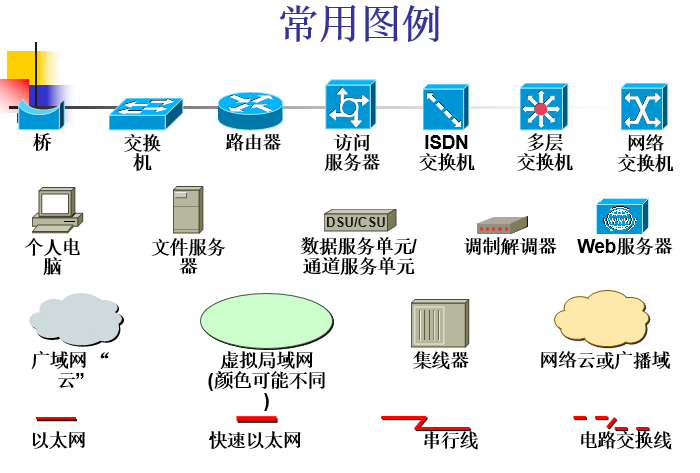 常用图例
桥
交换
机
路由器
访问
服务器
ISDN
交换机
多层
交换机
网络
交换机
个人电
脑
文件服务
器
DSU/CSU
数据服务单元/
通道服务单元
调制解调器
WWW
Web服务器
广域网 “
云”
虚拟局域网
(颜色可能不同
)
集线器
网络云或广播域
以太网
快速以太网
串行线
电路交换线